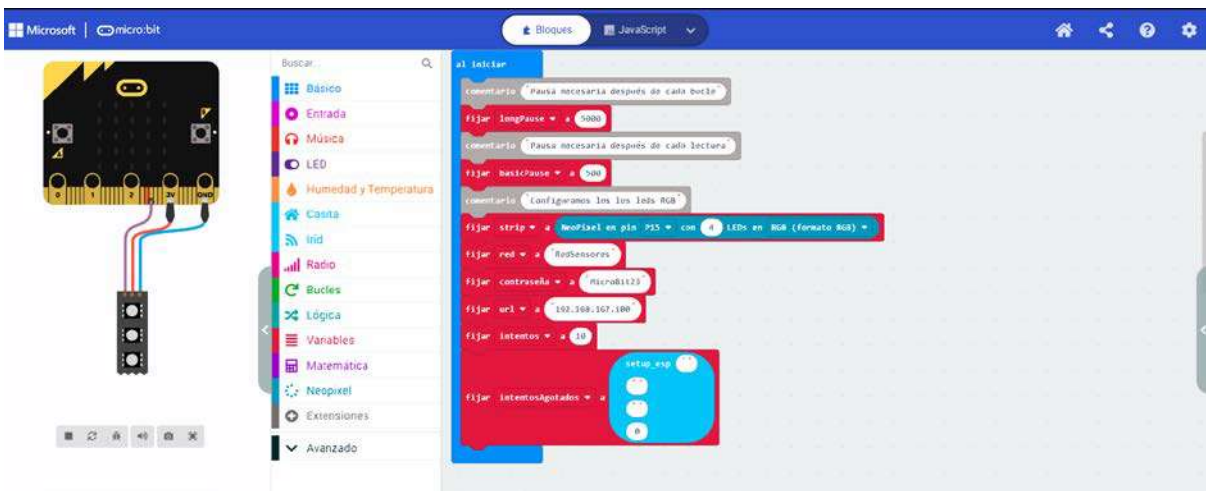 Microsoft micro:bit Bloques JavaScript
0 1 2 3V GND
B
A
Buscar...
Básico
Entrada
Música
LED
Humedad y Temperatura
Casita
Irid
Radio
Bucles
Lógica
Variables
Matemática
Neopixel
Extensiones
Avanzado
al iniciar
comentario "Pausa necesaria después de cada bucle"
fijar longPause a 5000
comentario "Pausa necesaria después de cada lectura"
fijar basicPause a 500
comentario "Configuramos los los leds RGB"
fijar strip a NeoPixel en pin P15 con 4 LEDs en RGB (formato RGB)
fijar red a "RedSensores"
fijar contraseña a "MicroBit23"
fijar url a "192.168.167.100"
fijar intentos a 10
setup_esp " "
fijar intentosAgotados a " "
" "
0